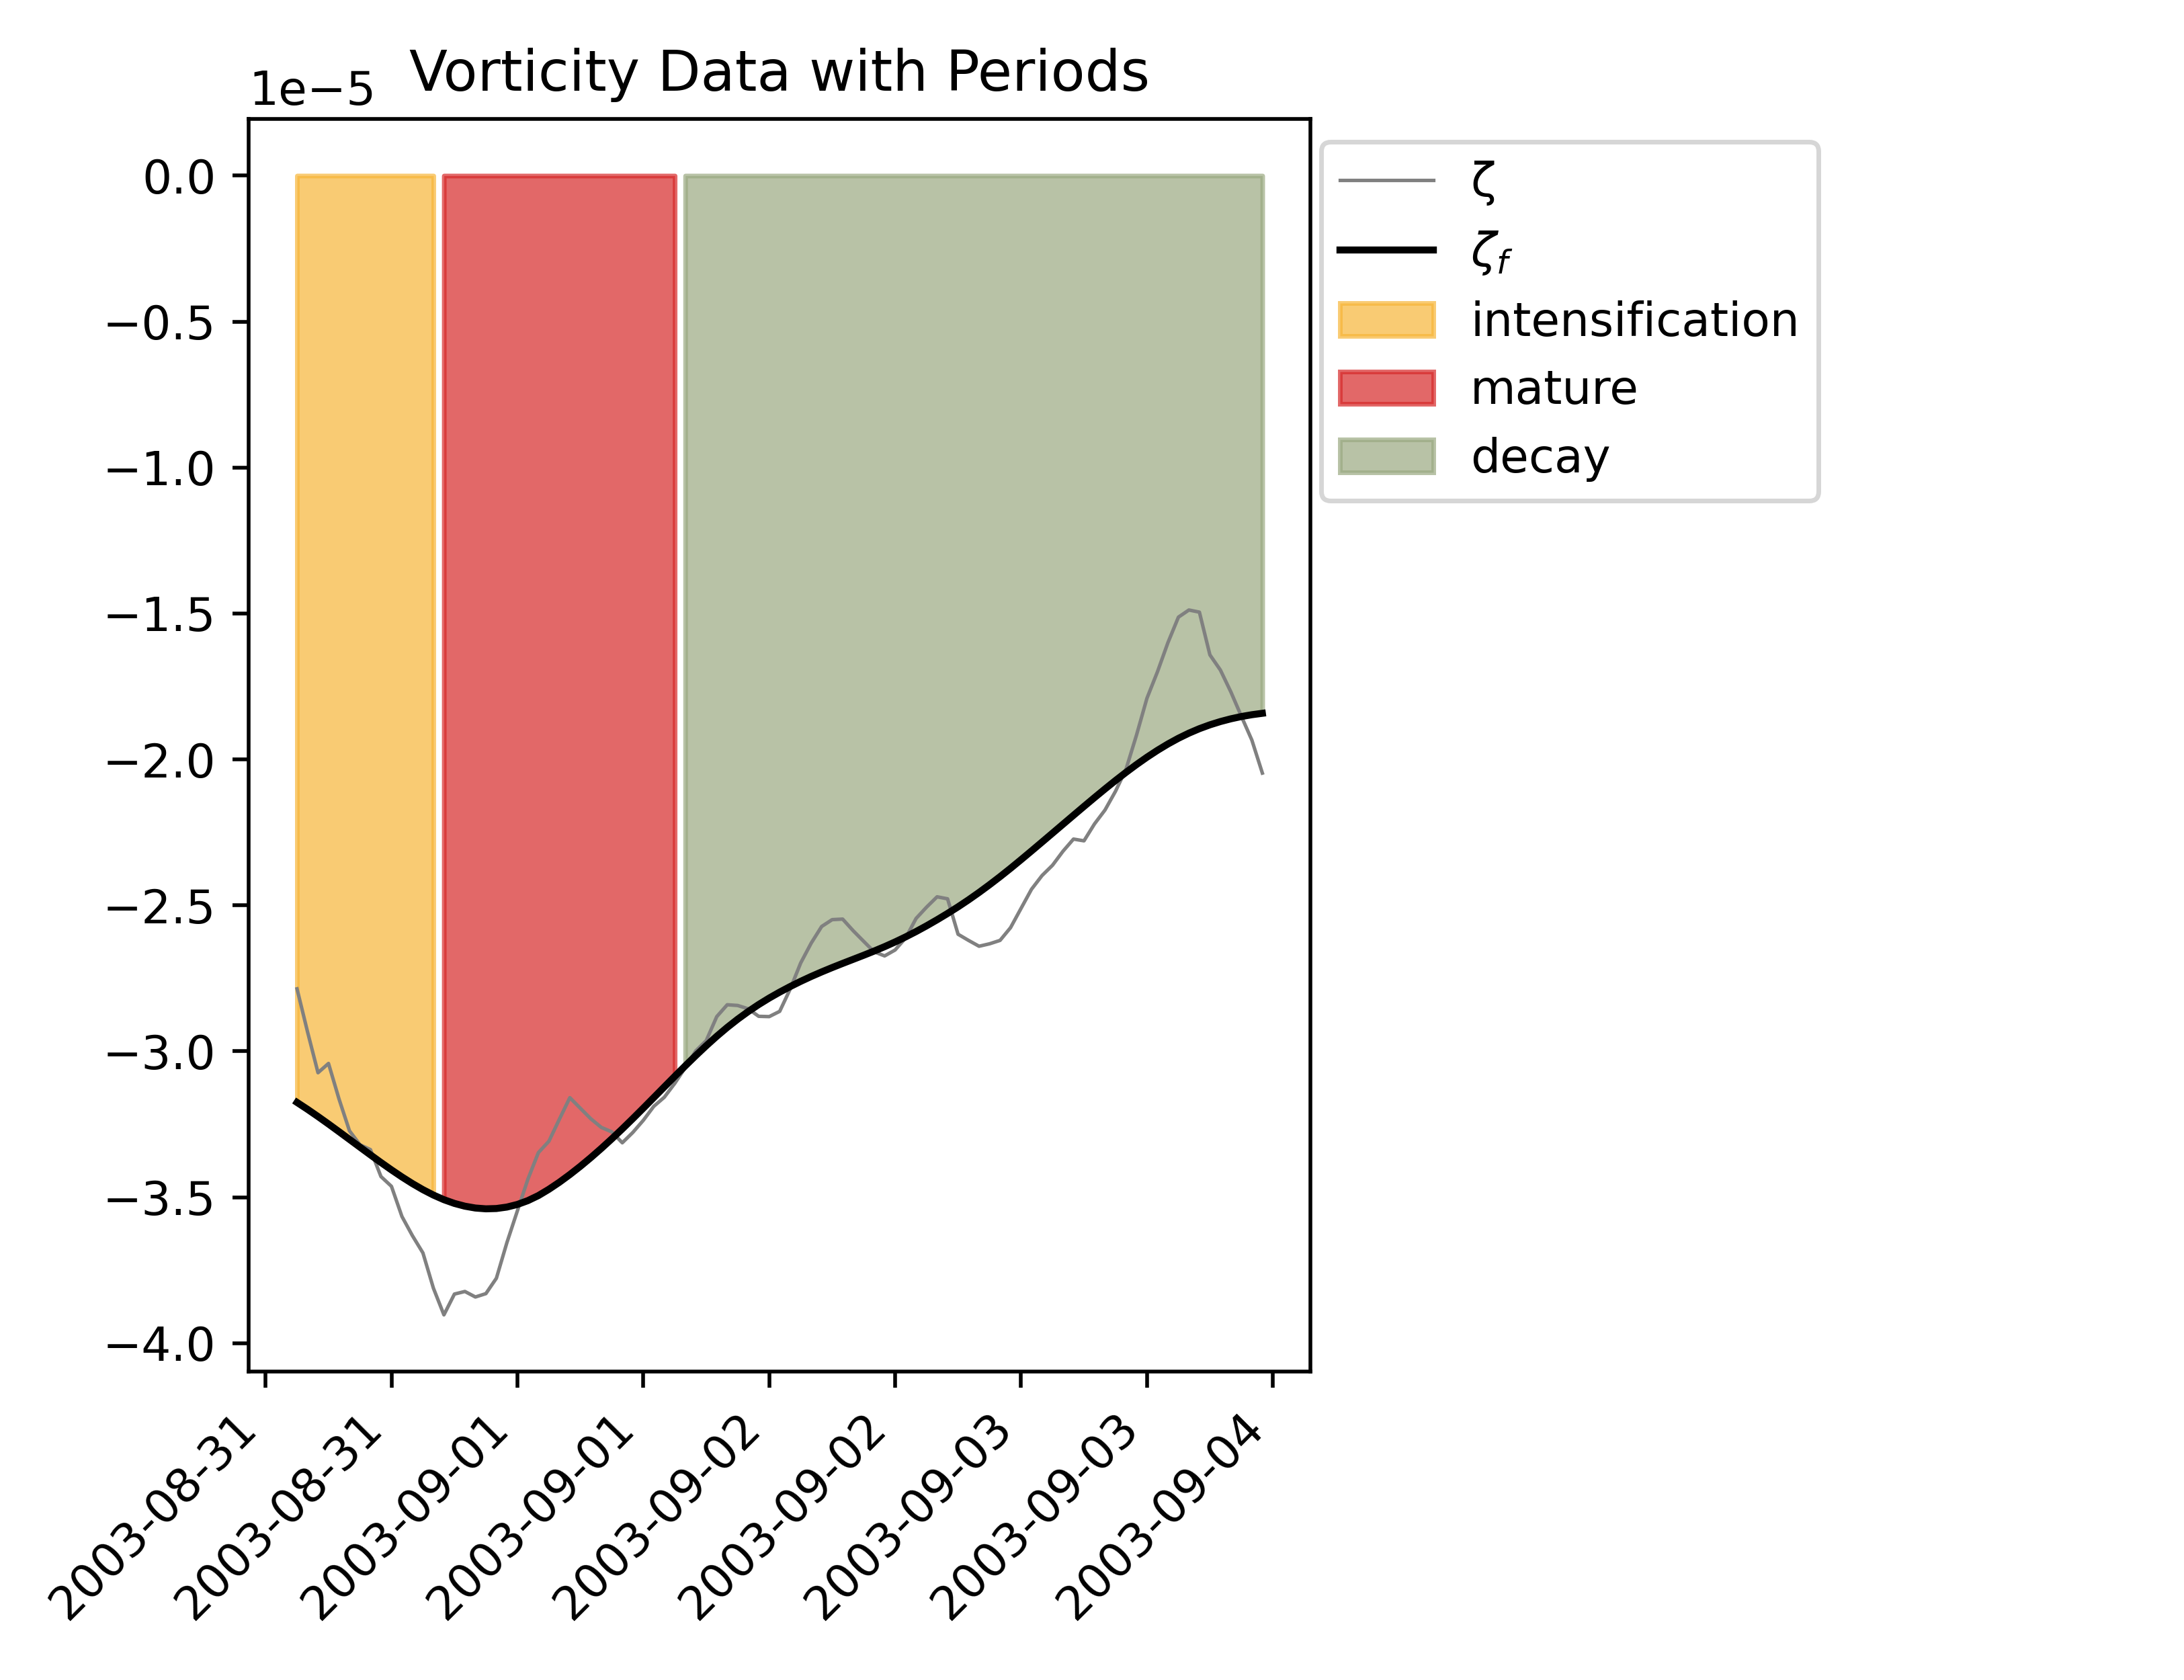 Vorticity Data with Periods
1e−5
0.0
−0.5
−1.0
−1.5
−2.0
−2.5
−3.0
−3.5
−4.0
2003-08-31
2003-08-31
2003-09-01
2003-09-01
2003-09-02
2003-09-02
2003-09-03
2003-09-03
2003-09-04
ζ
ζf
intensification
mature
decay